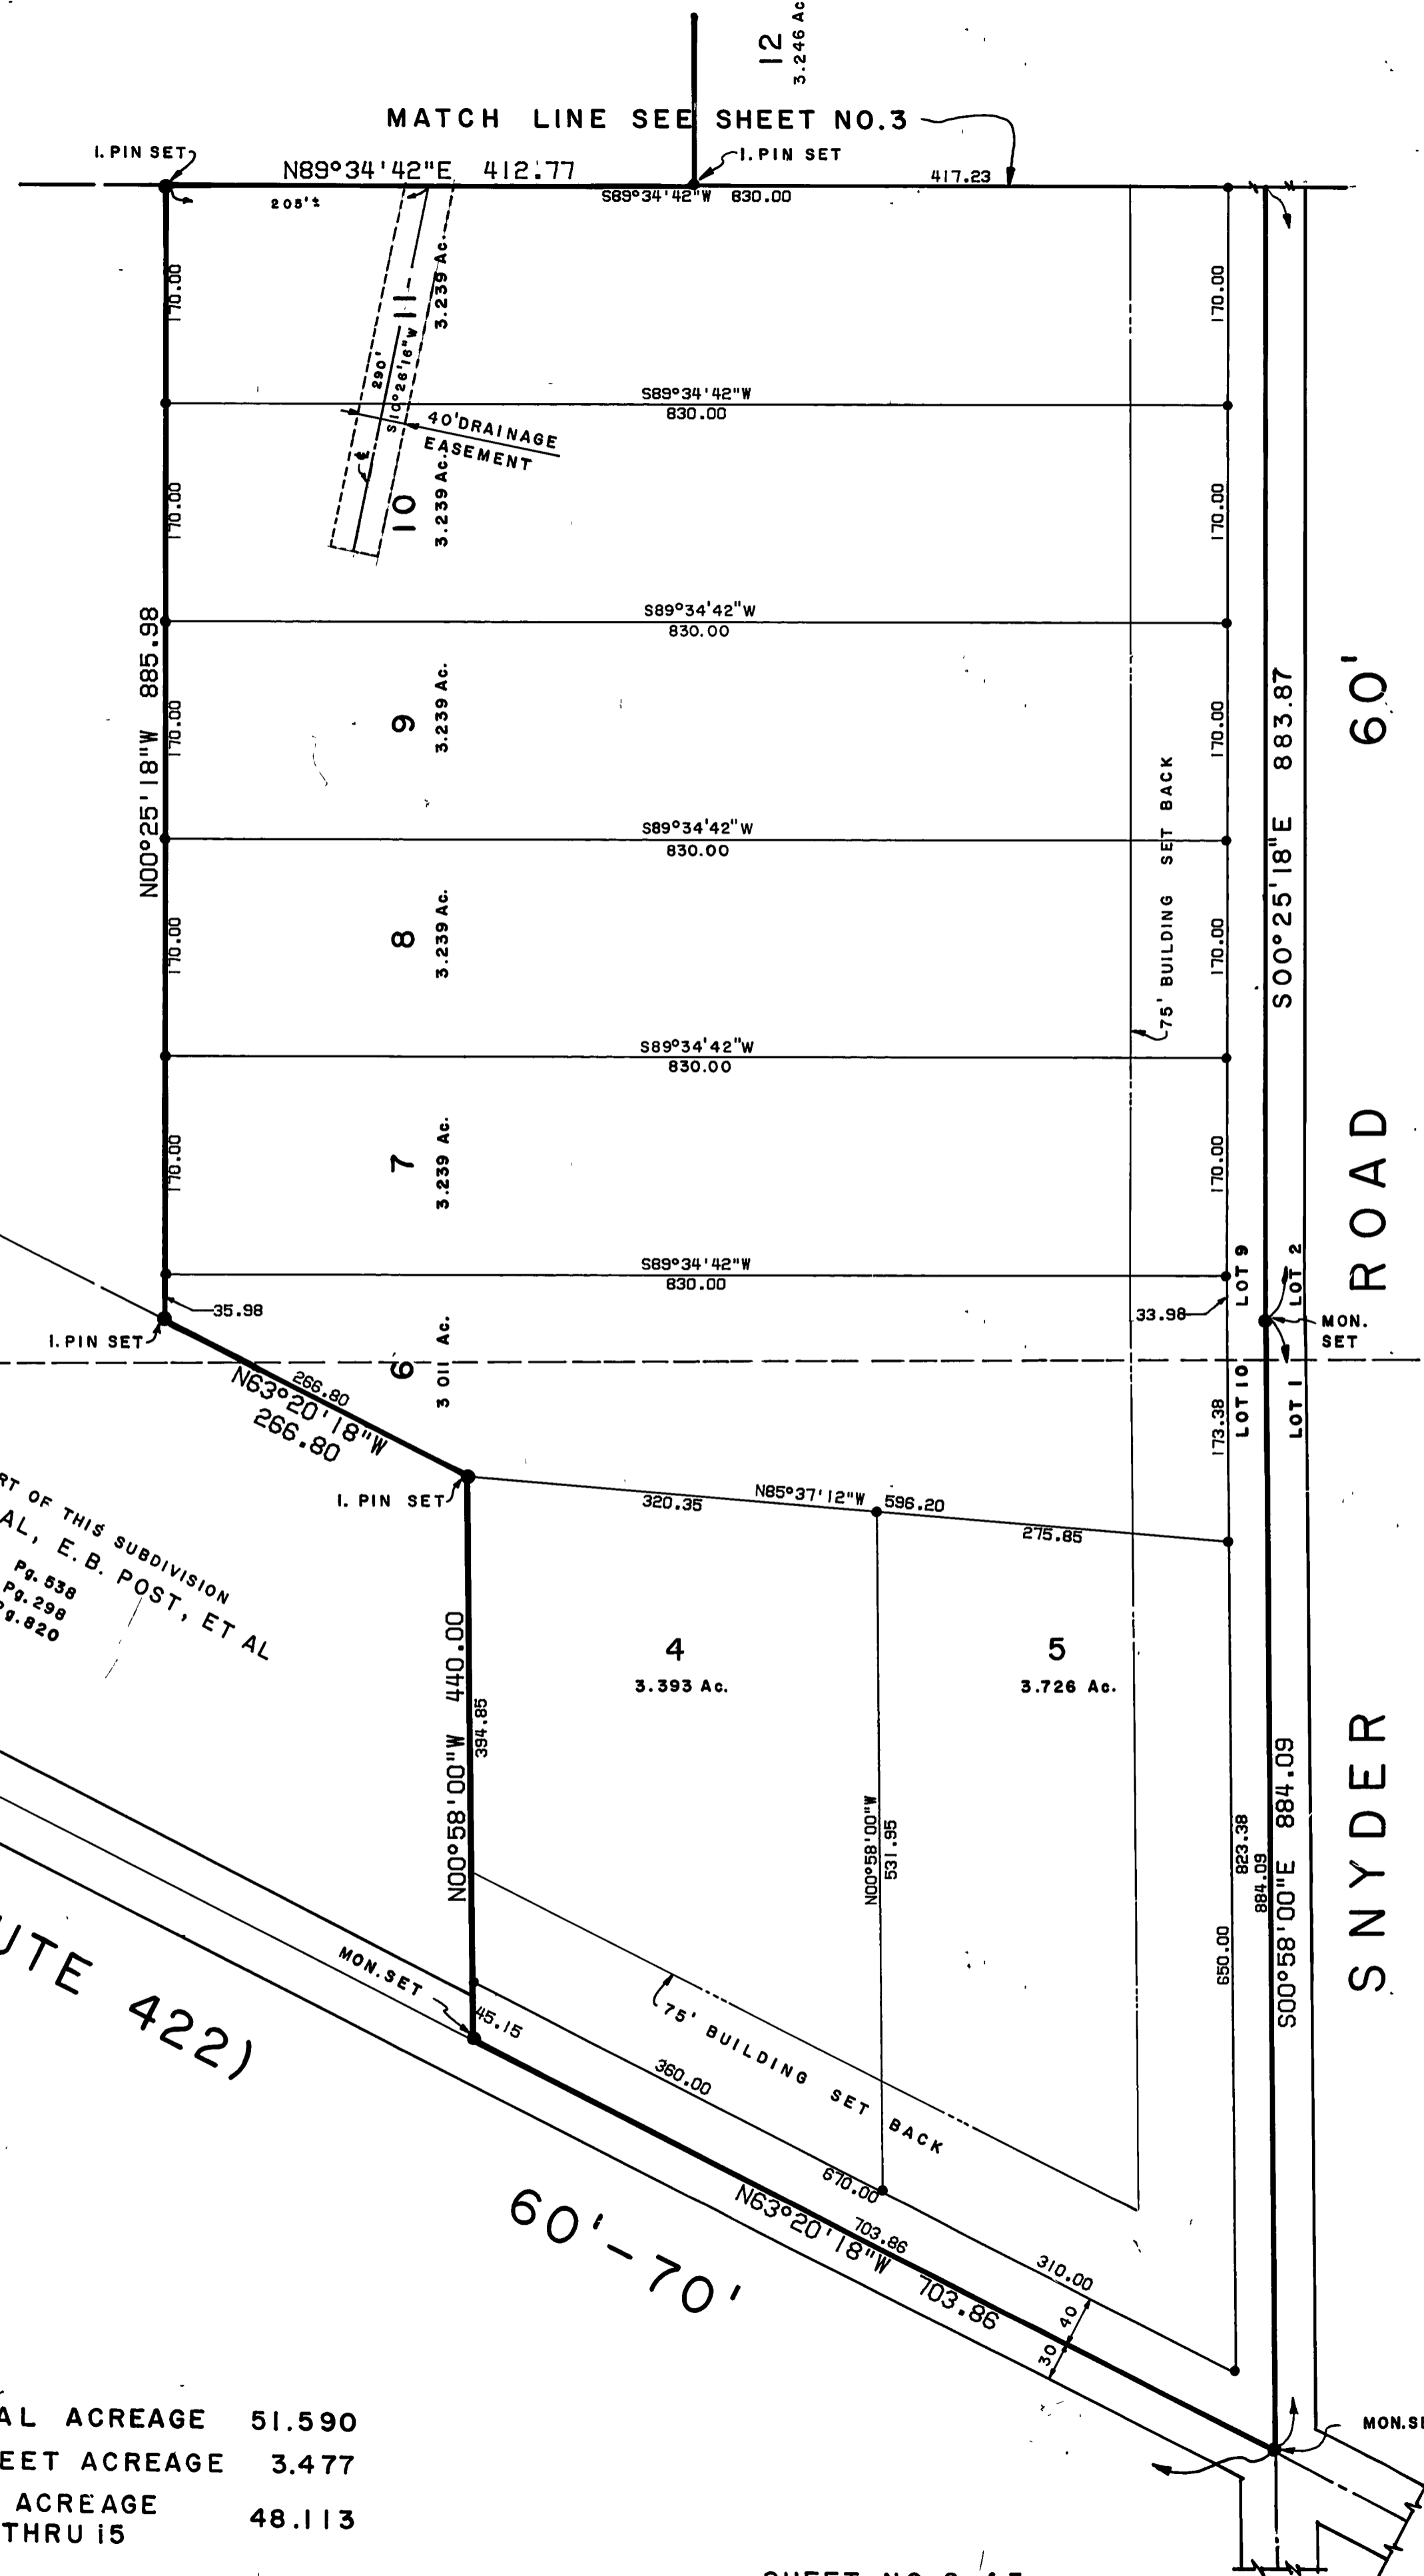 12
3.246 Ac
MATCH LINE SEE SHEET NO.3
I. PIN SET
N89°34'42"E 412.77
I. PIN SET
417.23
S89°34'42"W 830.00
205'±
170.00
11
3.239 Ac.
170.00
290'
S10°26'16"W
S89°34'42"W
830.00
40' DRAINAGE
EASEMENT
℄
170.00
10
3.239 Ac.
170.00
S89°34'42"W
830.00
N00°25'18"W 885.98
170.00
9
3.239 Ac.
170.00
S00°25'18"E 883.87
60'
75' BUILDING SET BACK
S89°34'42"W
830.00
170.00
8
3.239 Ac.
170.00
S89°34'42"W
830.00
170.00
7
3.239 Ac.
170.00
SNYDER ROAD
S89°34'42"W
830.00
LOT 9
LOT 2
35.98
33.98
I. PIN SET
MON.
SET
6
3 011 Ac.
266.80
N63°20'18"W
266.80
173.38
LOT 10
LOT 1
I. PIN SET
320.35
N85°37'12"W 596.20
275.85
RT OF THIS SUBDIVISION
AL, E. B. POST, ET AL
Pg. 538
Pg. 298
Pg. 820
N00°58'00"W 440.00
394.85
4
3.393 Ac.
5
3.726 Ac.
N00°58'00"W
531.95
823.38
884.09
650.00
S00°58'00"E 884.09
UTE 422)
MON. SET
45.15
75' BUILDING SET BACK
360.00
670.00
703.86
N63°20'18"W 703.86
310.00
40
30
60'-70'
MON.SE
AL ACREAGE 51.590
EET ACREAGE 3.477
ACREAGE
THRU 15 48.113